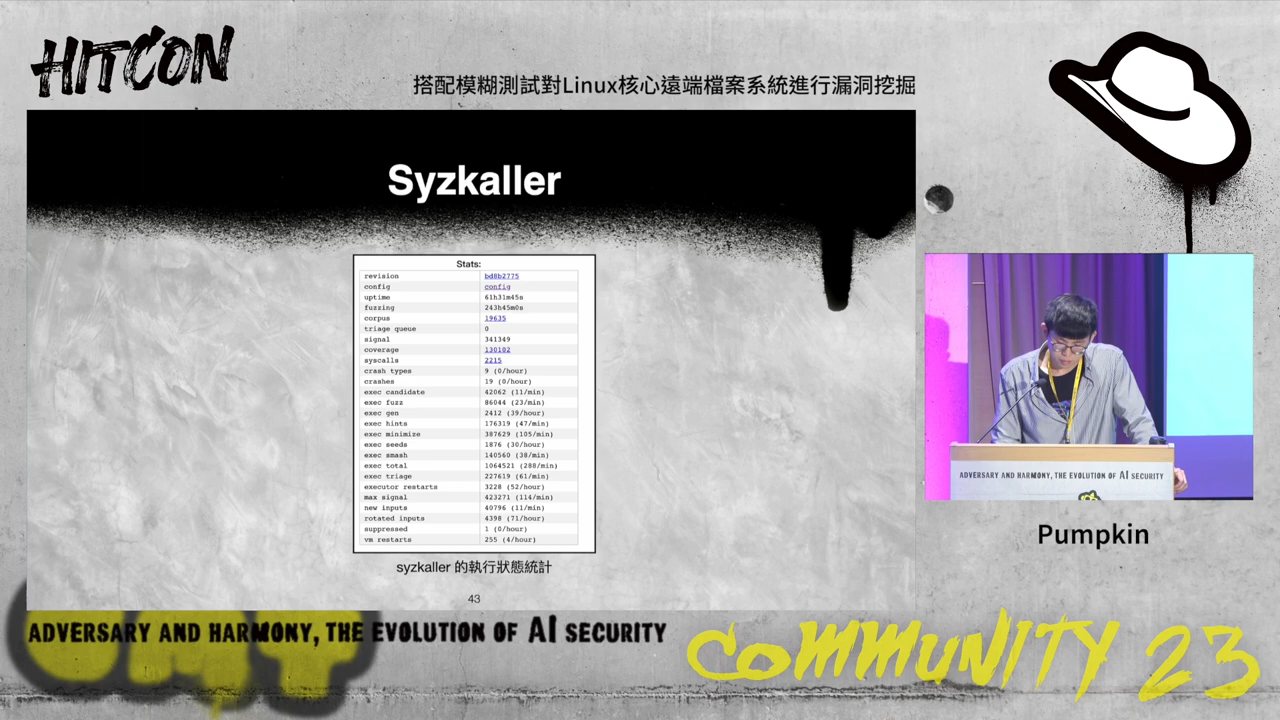 HITCON
搭配模糊測試對Linux核心遠端檔案系統進行漏洞挖掘
Syzkaller
Stats:
revision bd8b2775
config config
uptime 61h31m45s
fuzzing 243h45m0s
corpus 19635
triage queue 0
signal 341349
coverage 130102
syscalls 2215
crash types 9 (0/hour)
crashes 19 (0/hour)
exec candidate 42062 (11/min)
exec fuzz 86044 (23/min)
exec gen 2412 (39/hour)
exec hints 176319 (47/min)
exec minimize 387629 (105/min)
exec seeds 1876 (30/hour)
exec smash 140560 (38/min)
exec total 1064521 (288/min)
exec triage 227619 (61/min)
executor restarts 3228 (52/hour)
max signal 423271 (114/min)
new inputs 40796 (11/min)
rotated inputs 4398 (71/hour)
suppressed 1 (0/hour)
vm restarts 255 (4/hour)
syzkaller 的執行狀態統計
43
ADVERSARY AND HARMONY, THE EVOLUTION OF AI SECURITY
Pumpkin
ADVERSARY AND HARMONY, THE EVOLUTION OF AI SECURITY
COMMUNITY 23